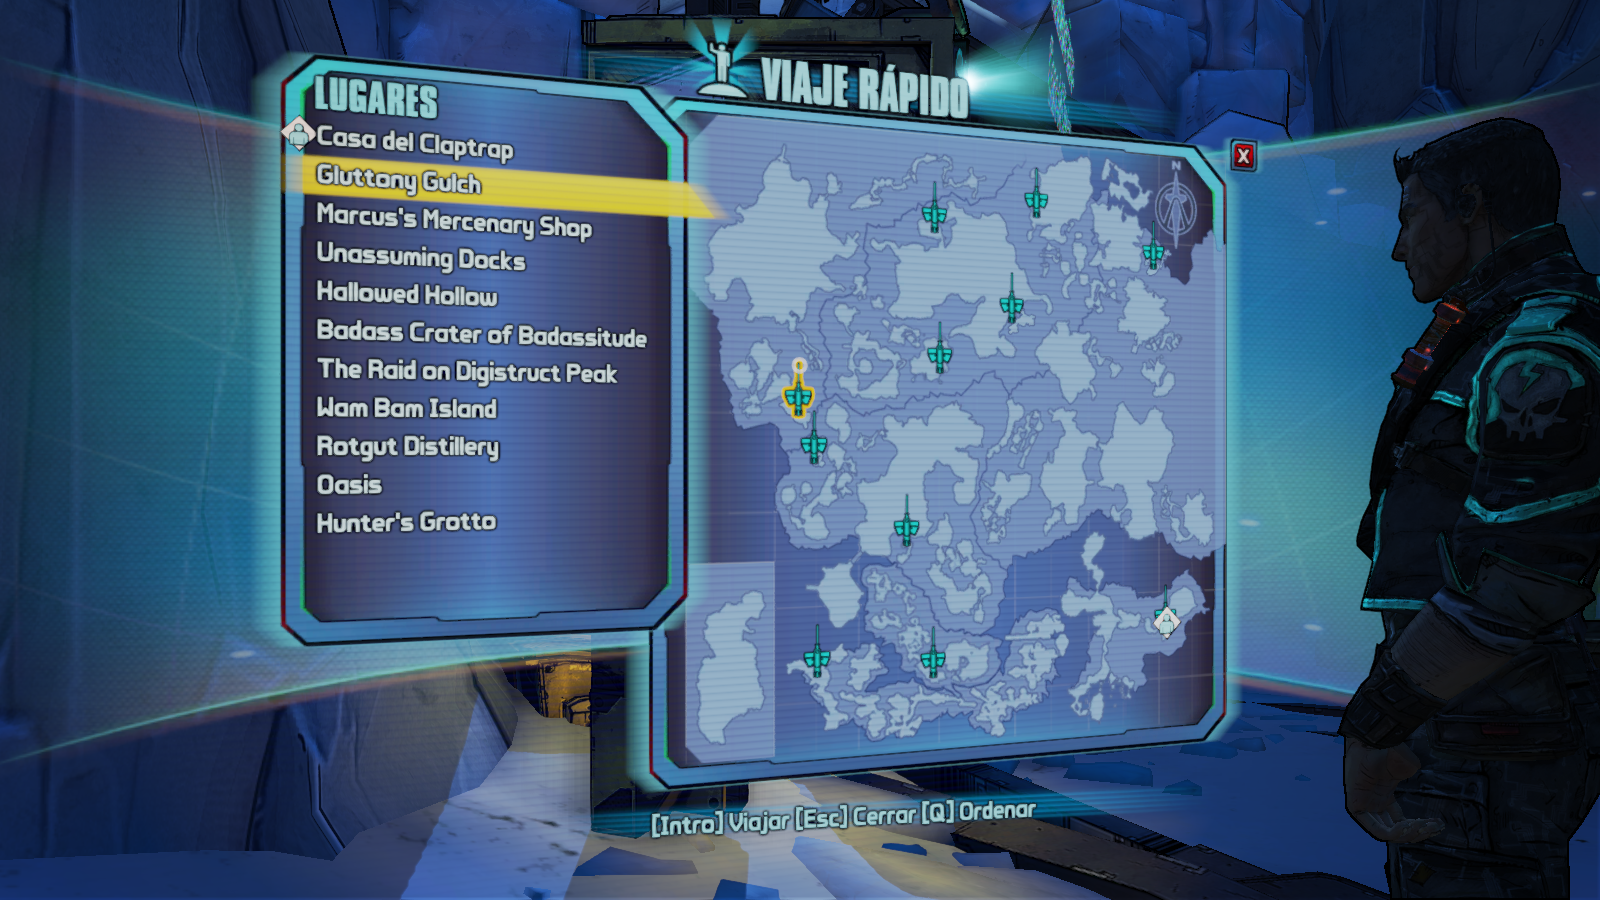 VIAJE RÁPIDO
LUGARES
Casa del Claptrap
Gluttony Gulch
Marcus's Mercenary Shop
Unassuming Docks
Hallowed Hollow
Badass Crater of Badassitude
The Raid on Digistruct Peak
Wam Bam Island
Rotgut Distillery
Oasis
Hunter's Grotto
N
X
[Intro] Viajar [Esc] Cerrar [Q] Ordenar